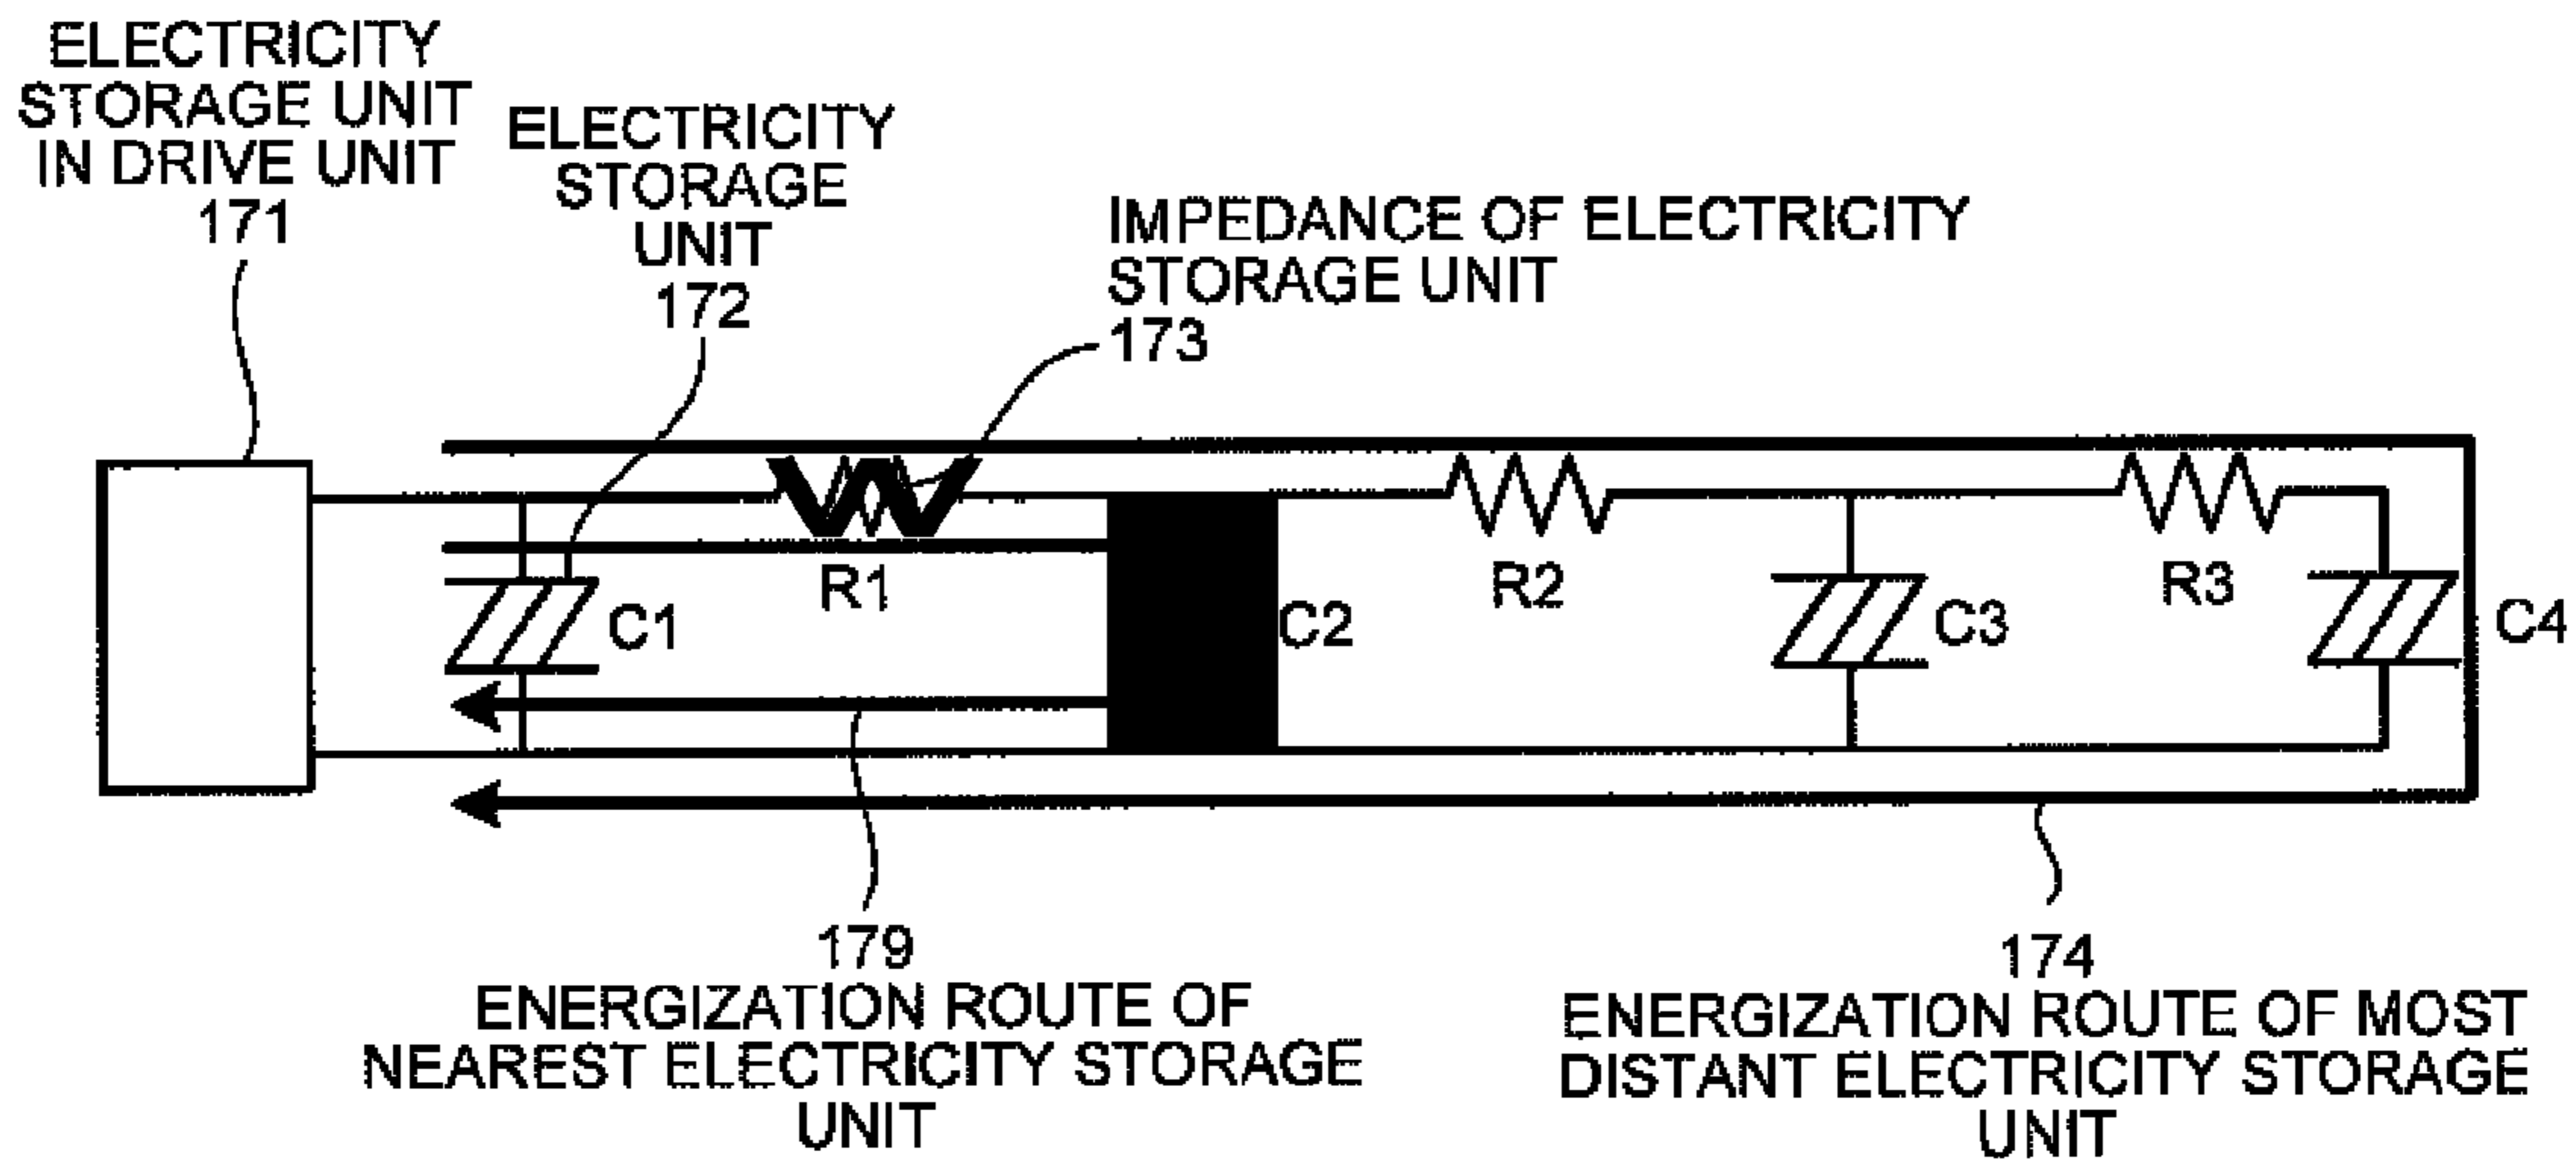 ELECTRICITY
STORAGE UNIT
IN DRIVE UNIT
171
ELECTRICITY
STORAGE
UNIT
172
IMPEDANCE OF ELECTRICITY
STORAGE UNIT
173
R1
R2
R3
C1
C2
C3
C4
179
ENERGIZATION ROUTE OF
NEAREST ELECTRICITY STORAGE
UNIT
174
ENERGIZATION ROUTE OF MOST
DISTANT ELECTRICITY STORAGE
UNIT